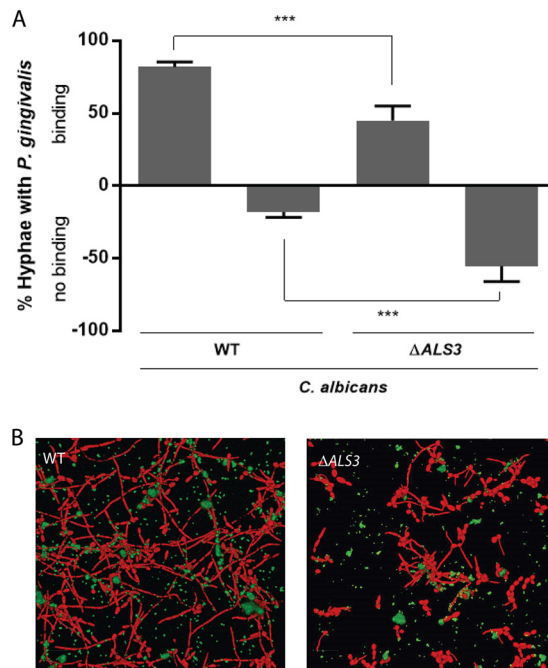 A
% Hyphae with P. gingivalis
no binding binding
100
50
0
-50
-100
***
***
WT ΔALS3
C. albicans
B
WT
ΔALS3